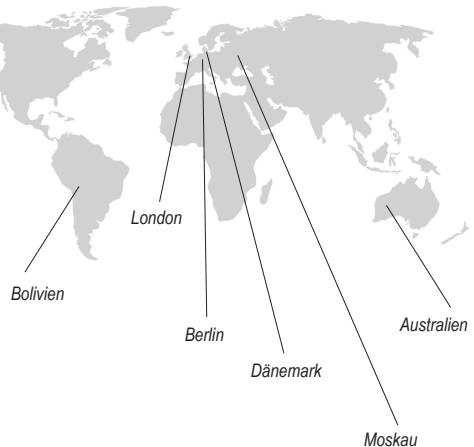 London
Bolivien
Australien
Berlin
Dänemark
Moskau